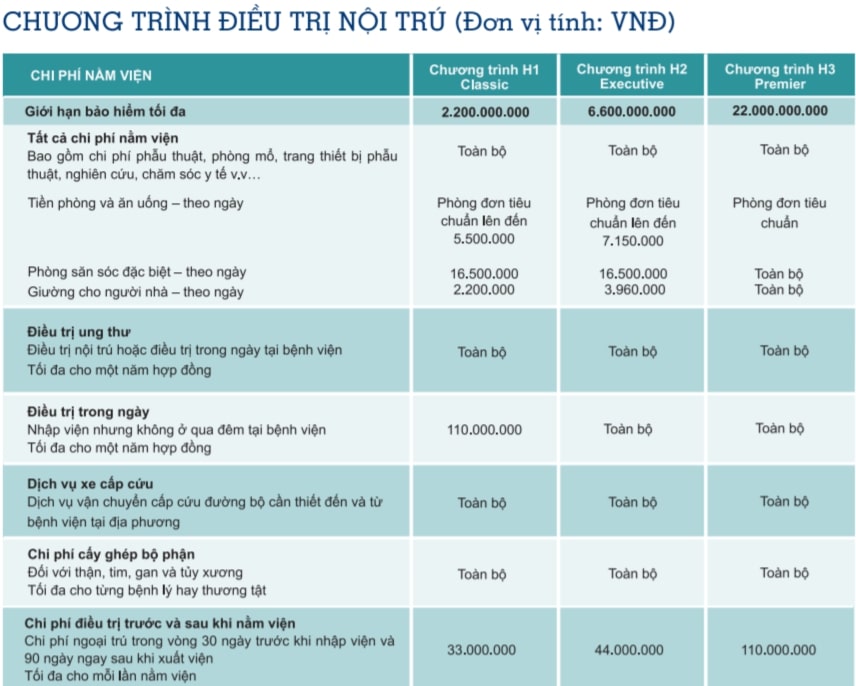 CHƯƠNG TRÌNH ĐIỀU TRỊ NỘI TRÚ (Đơn vị tính: VNĐ)
CHI PHÍ NẰM VIỆN
Chương trình H1
Classic
Chương trình H2
Executive
Chương trình H3
Premier
Giới hạn bảo hiểm tối đa
2.200.000.000
6.600.000.000
22.000.000.000
Tất cả chi phí nằm viện
Bao gồm chi phí phẫu thuật, phòng mổ, trang thiết bị phẫu
thuật, nghiên cứu, chăm sóc y tế v.v…
Toàn bộ
Toàn bộ
Toàn bộ
Tiền phòng và ăn uống – theo ngày
Phòng đơn tiêu
chuẩn lên đến
5.500.000
Phòng đơn tiêu
chuẩn lên đến
7.150.000
Phòng đơn tiêu
chuẩn
Phòng săn sóc đặc biệt – theo ngày
16.500.000
16.500.000
Toàn bộ
Giường cho người nhà – theo ngày
2.200.000
3.960.000
Toàn bộ
Điều trị ung thư
Điều trị nội trú hoặc điều trị trong ngày tại bệnh viện
Tối đa cho một năm hợp đồng
Toàn bộ
Toàn bộ
Toàn bộ
Điều trị trong ngày
Nhập viện nhưng không ở qua đêm tại bệnh viện
Tối đa cho một năm hợp đồng
110.000.000
Toàn bộ
Toàn bộ
Dịch vụ xe cấp cứu
Dịch vụ vận chuyển cấp cứu đường bộ cần thiết đến và từ
bệnh viện tại địa phương
Toàn bộ
Toàn bộ
Toàn bộ
Chi phí cấy ghép bộ phận
Đối với thận, tim, gan và tủy xương
Tối đa cho từng bệnh lý hay thương tật
Toàn bộ
Toàn bộ
Toàn bộ
Chi phí điều trị trước và sau khi nằm viện
Chi phí ngoại trú trong vòng 30 ngày trước khi nhập viện và
90 ngày ngay sau khi xuất viện
Tối đa cho mỗi lần nằm viện
33.000.000
44.000.000
110.000.000